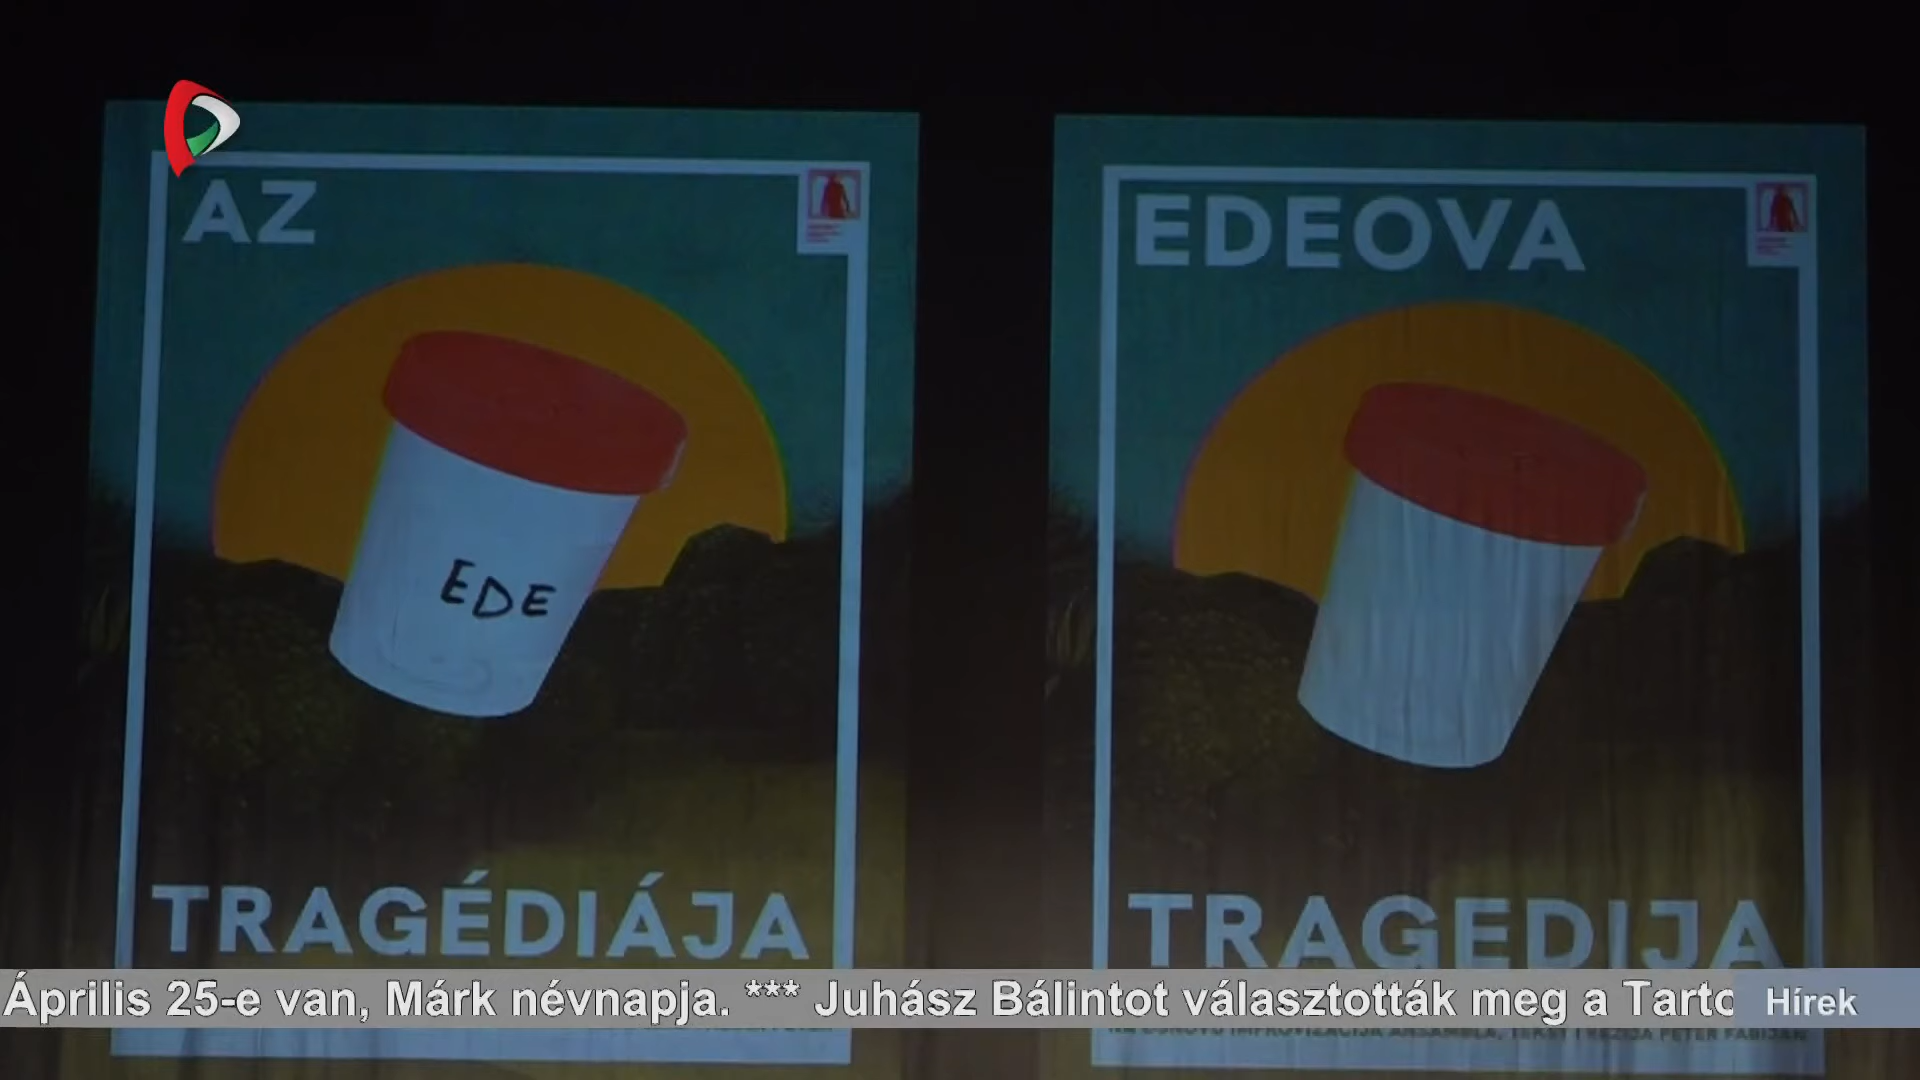 AZ
EDE
TRAGÉDIÁJA
EDEOVA
TRAGEDIJA
Április 25-e van, Márk névnapja. *** Juhász Bálintot választották meg a Tarto
Hírek